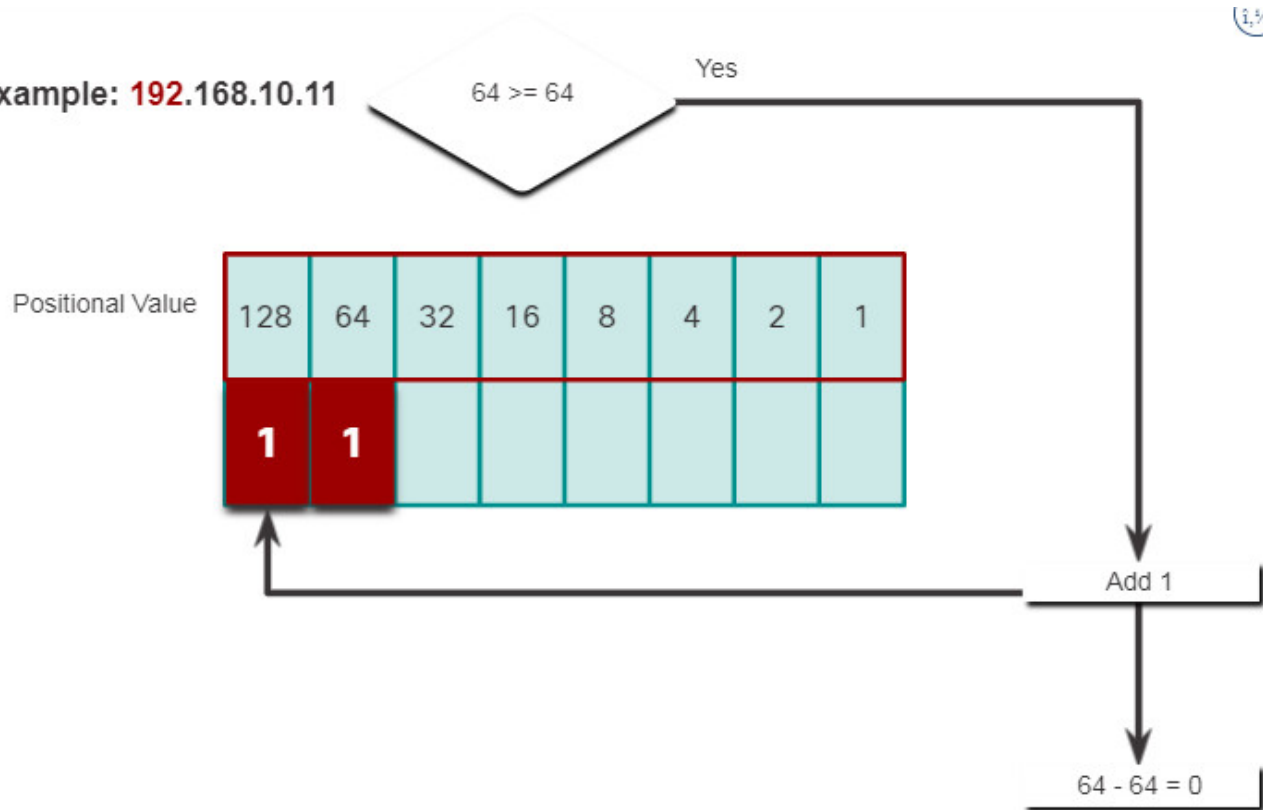 xample: 192.168.10.11
64 >= 64
Yes
Positional Value
128 64 32 16 8 4 2 1
1 1
Add 1
64 - 64 = 0